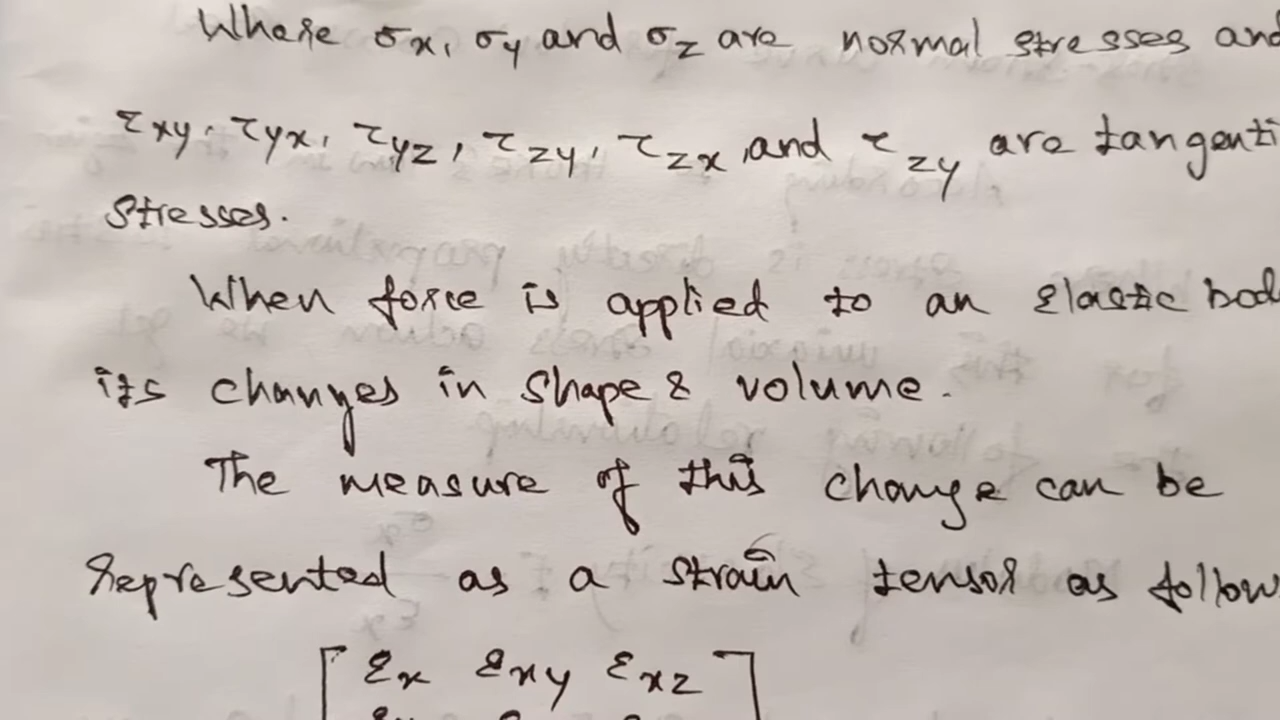 Where σx, σy and σz are normal stresses and
τxy, τyx, τyz, τzy, τzx and τzy are tangenti
stresses.
When force is applied to an elastic bod
its changes in shape & volume.
The measure of this change can be
represented as a strain tensor as follow
[ εx εxy εxz ]